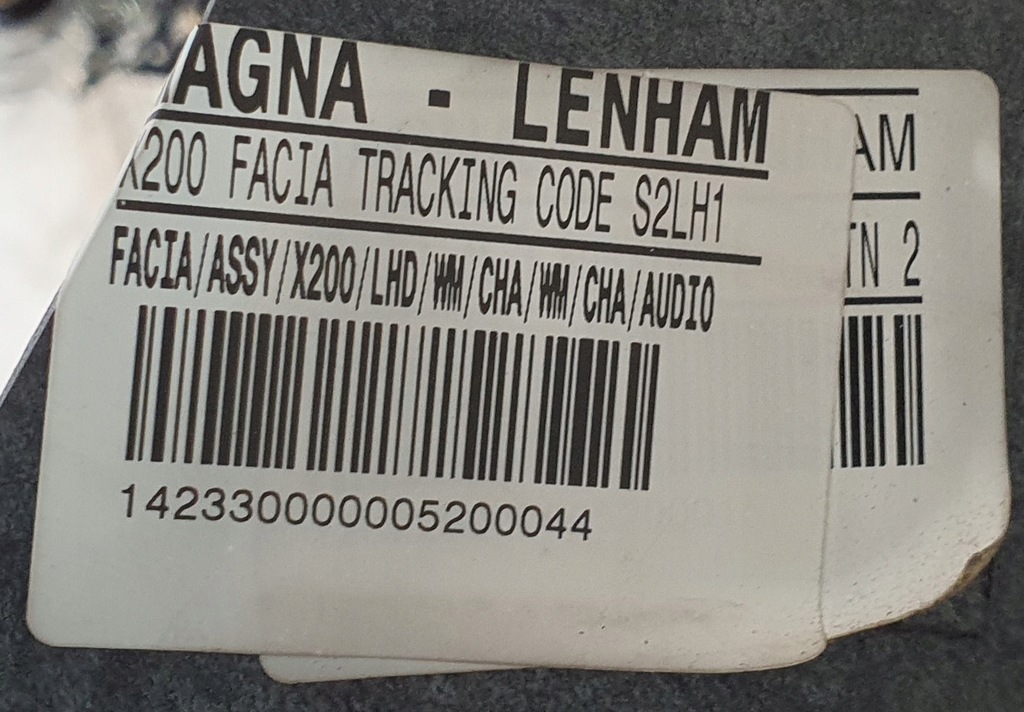 AGNA - LENHAM
X200 FACIA TRACKING CODE S2LH1
FACIA/ASSY/X200/LHD/WM/CHA/WM/CHA/AUDIO
142330000005200044
AM
TN 2